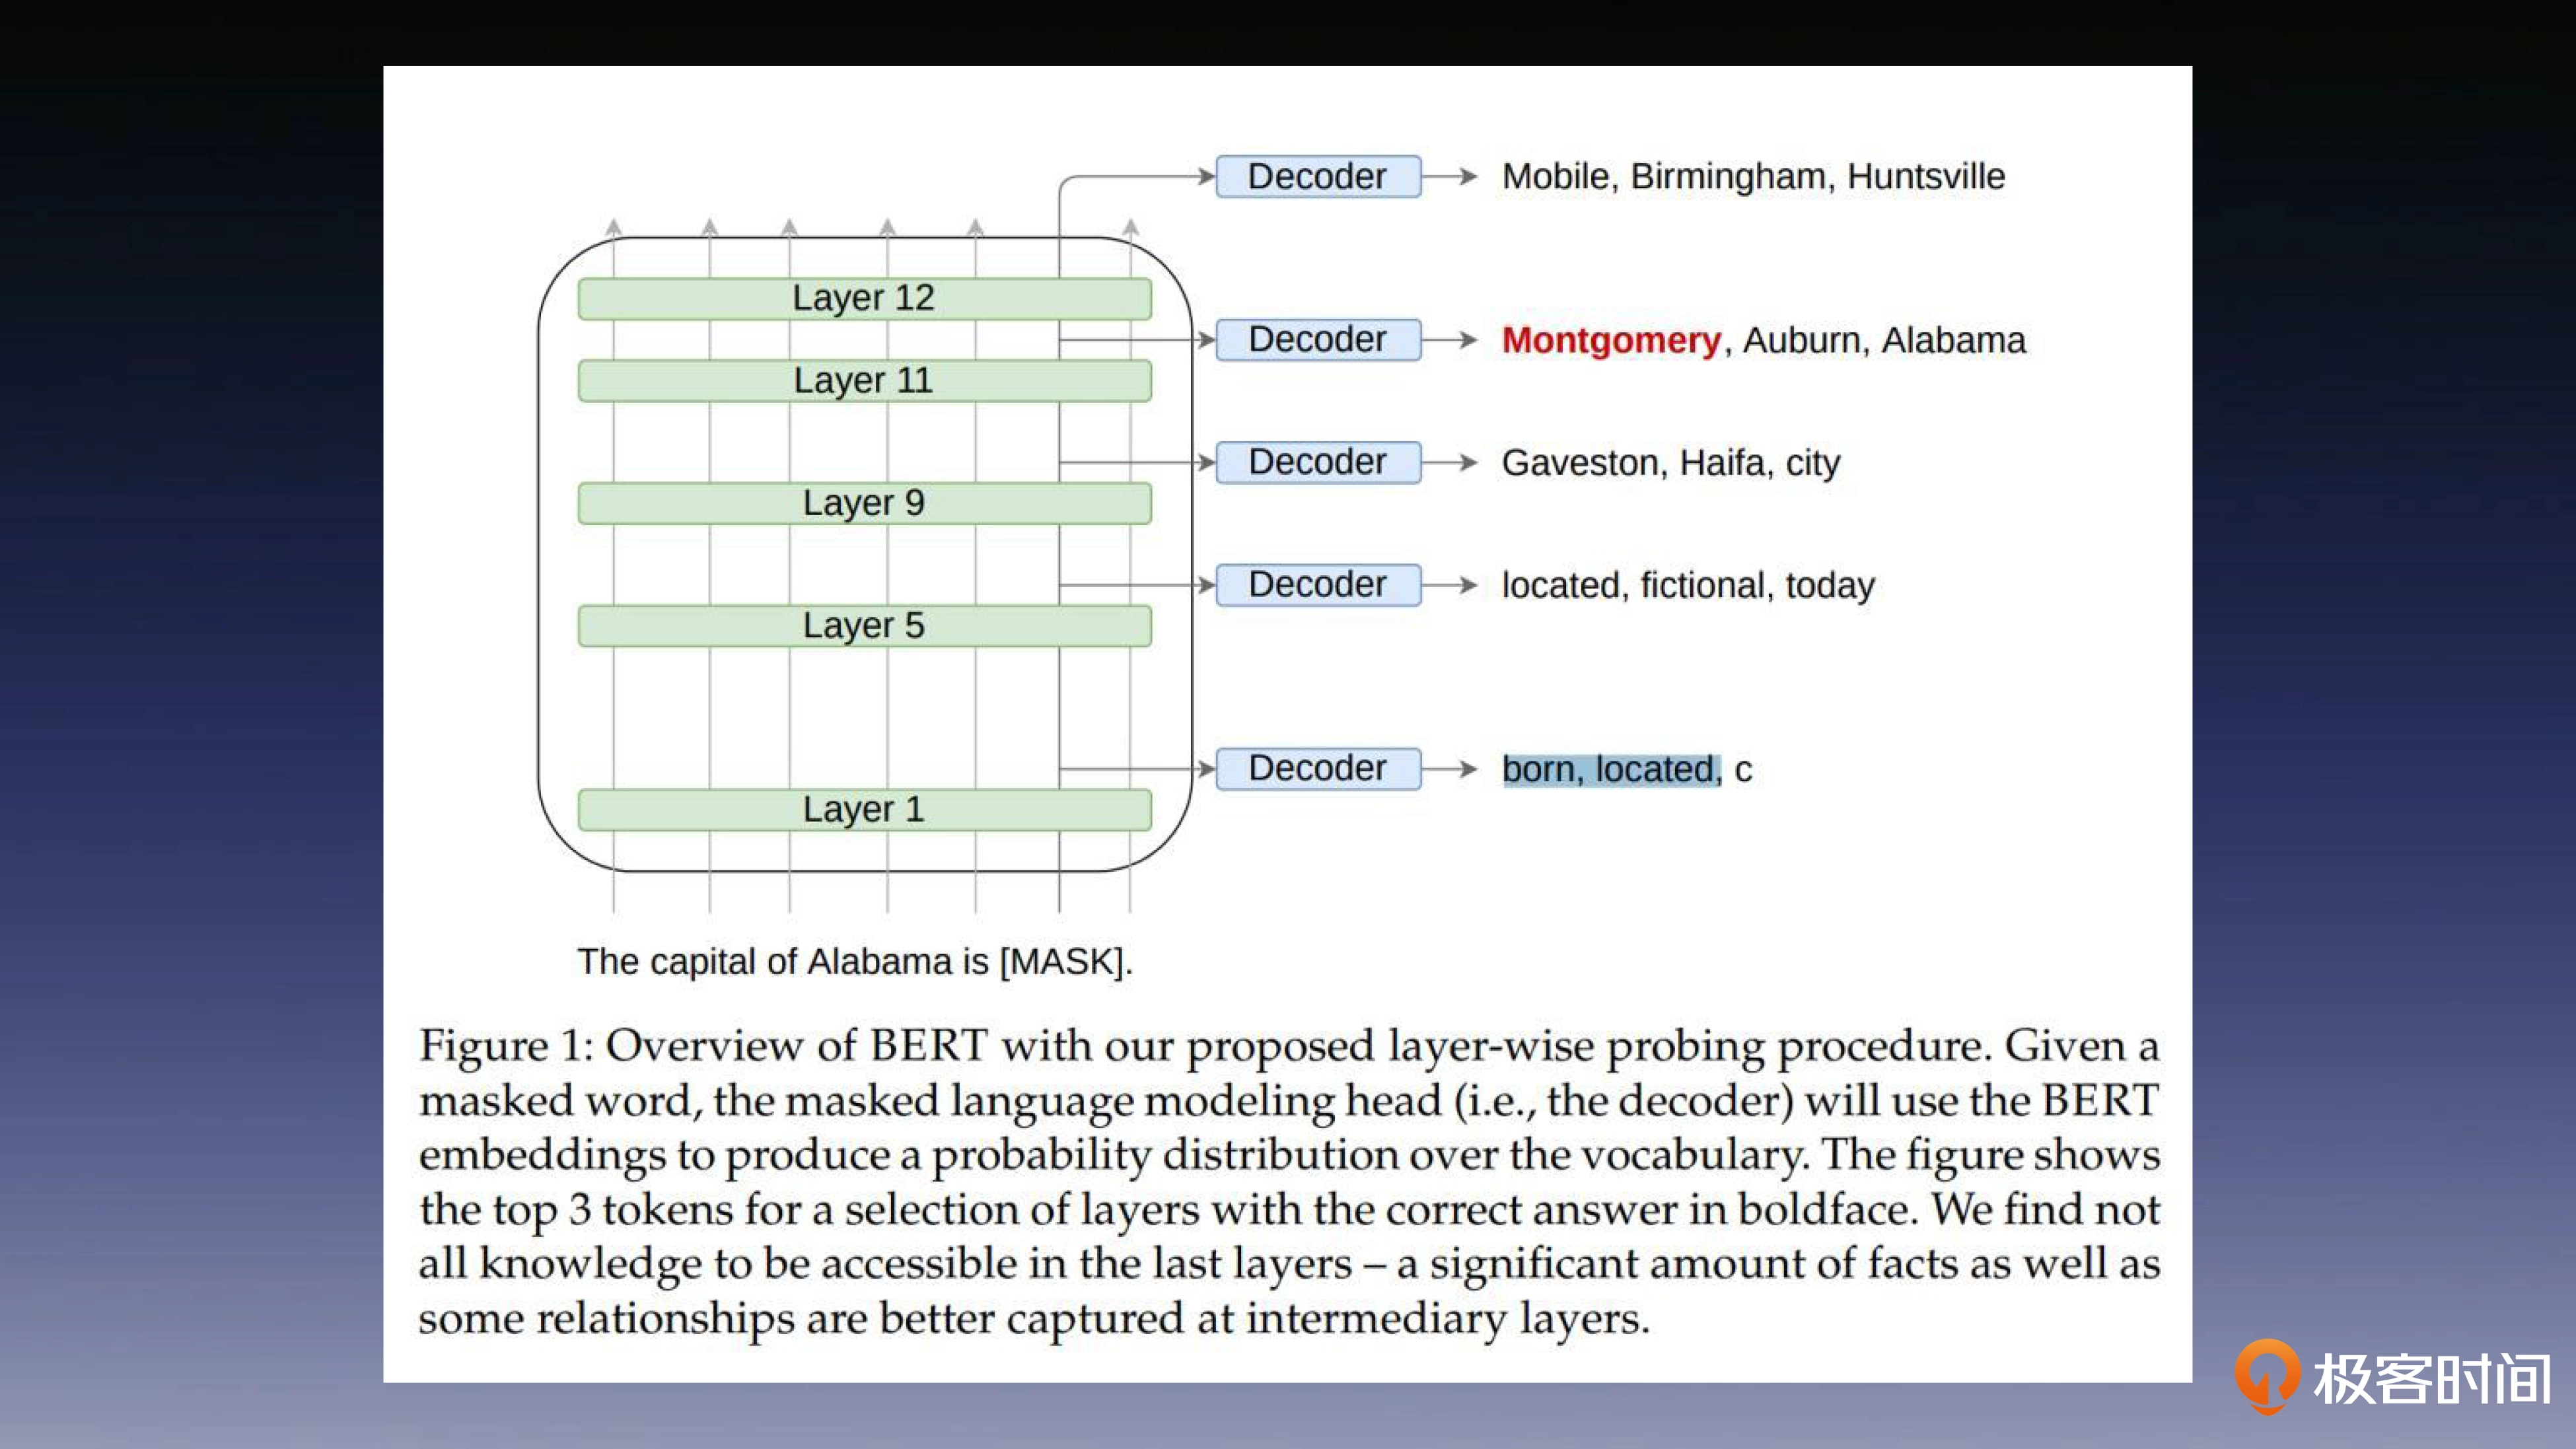 Decoder
Mobile, Birmingham, Huntsville
Layer 12
Decoder
Montgomery, Auburn, Alabama
Layer 11
Decoder
Gaveston, Haifa, city
Layer 9
Decoder
located, fictional, today
Layer 5
Decoder
born, located, c
Layer 1
The capital of Alabama is [MASK].
Figure 1: Overview of BERT with our proposed layer-wise probing procedure. Given a
masked word, the masked language modeling head (i.e., the decoder) will use the BERT
embeddings to produce a probability distribution over the vocabulary. The figure shows
the top 3 tokens for a selection of layers with the correct answer in boldface. We find not
all knowledge to be accessible in the last layers – a significant amount of facts as well as
some relationships are better captured at intermediary layers.
极客时间